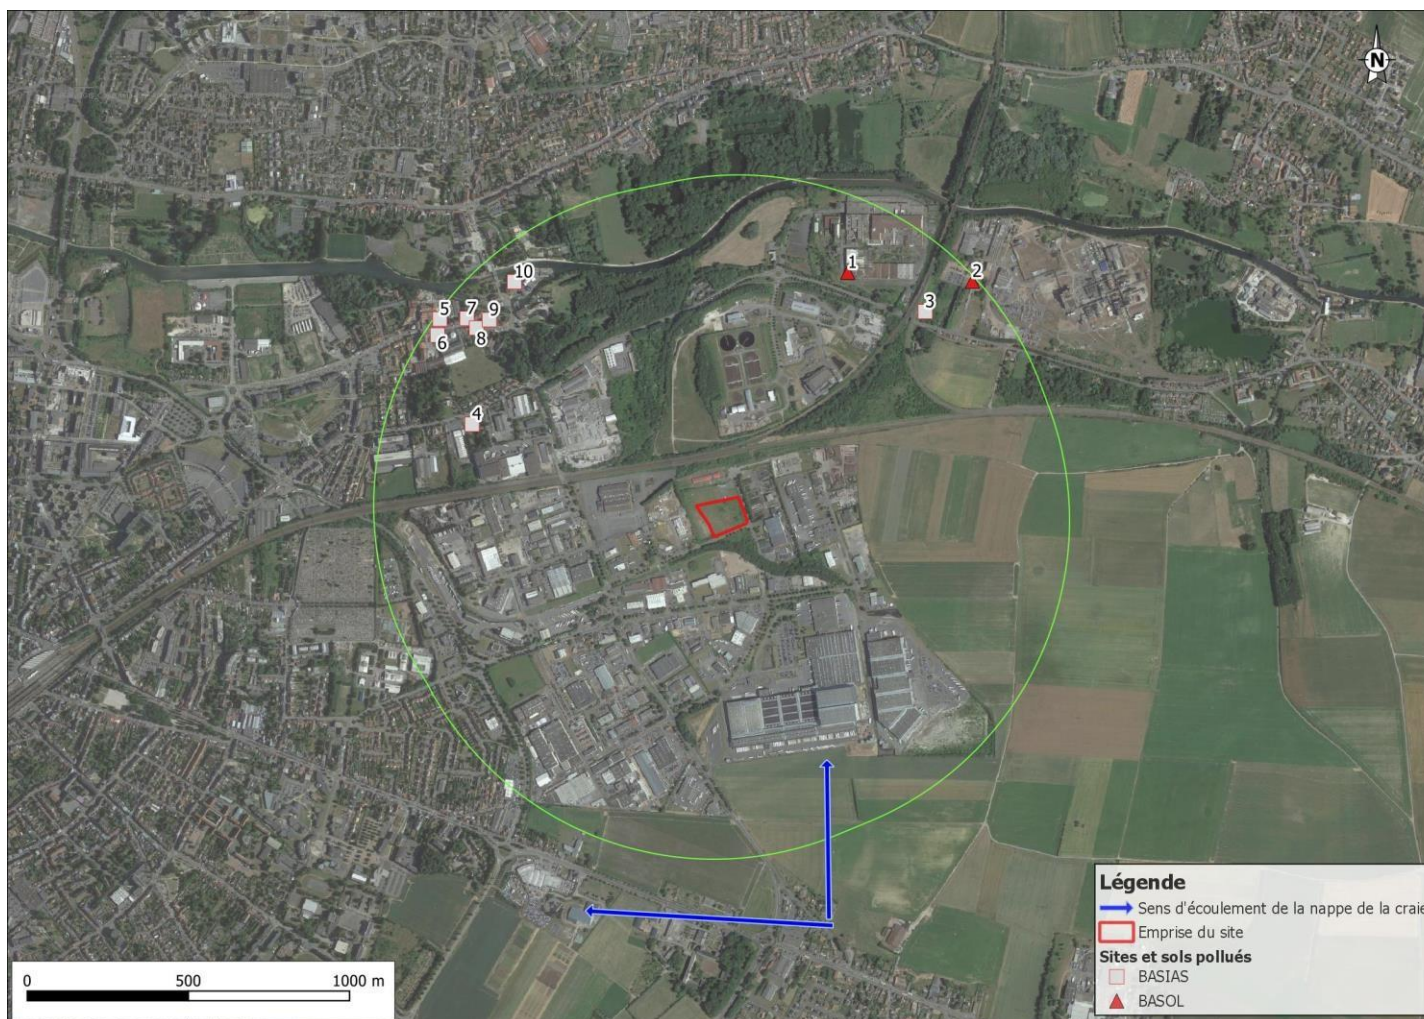 N
1
2
3
10
5
7
9
8
6
4
Légende
Sens d'écoulement de la nappe de la craie
Emprise du site
Sites et sols pollués
BASIAS
BASOL
0 500 1000 m